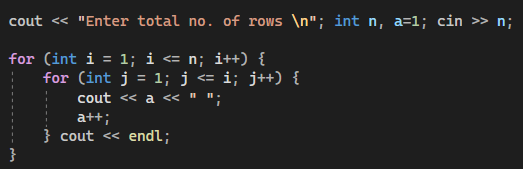 cout << "Enter total no. of rows \n"; int n, a=1; cin >> n;
for (int i = 1; i <= n; i++) {
for (int j = 1; j <= i; j++) {
cout << a << " ";
a++;
} cout << endl;
}